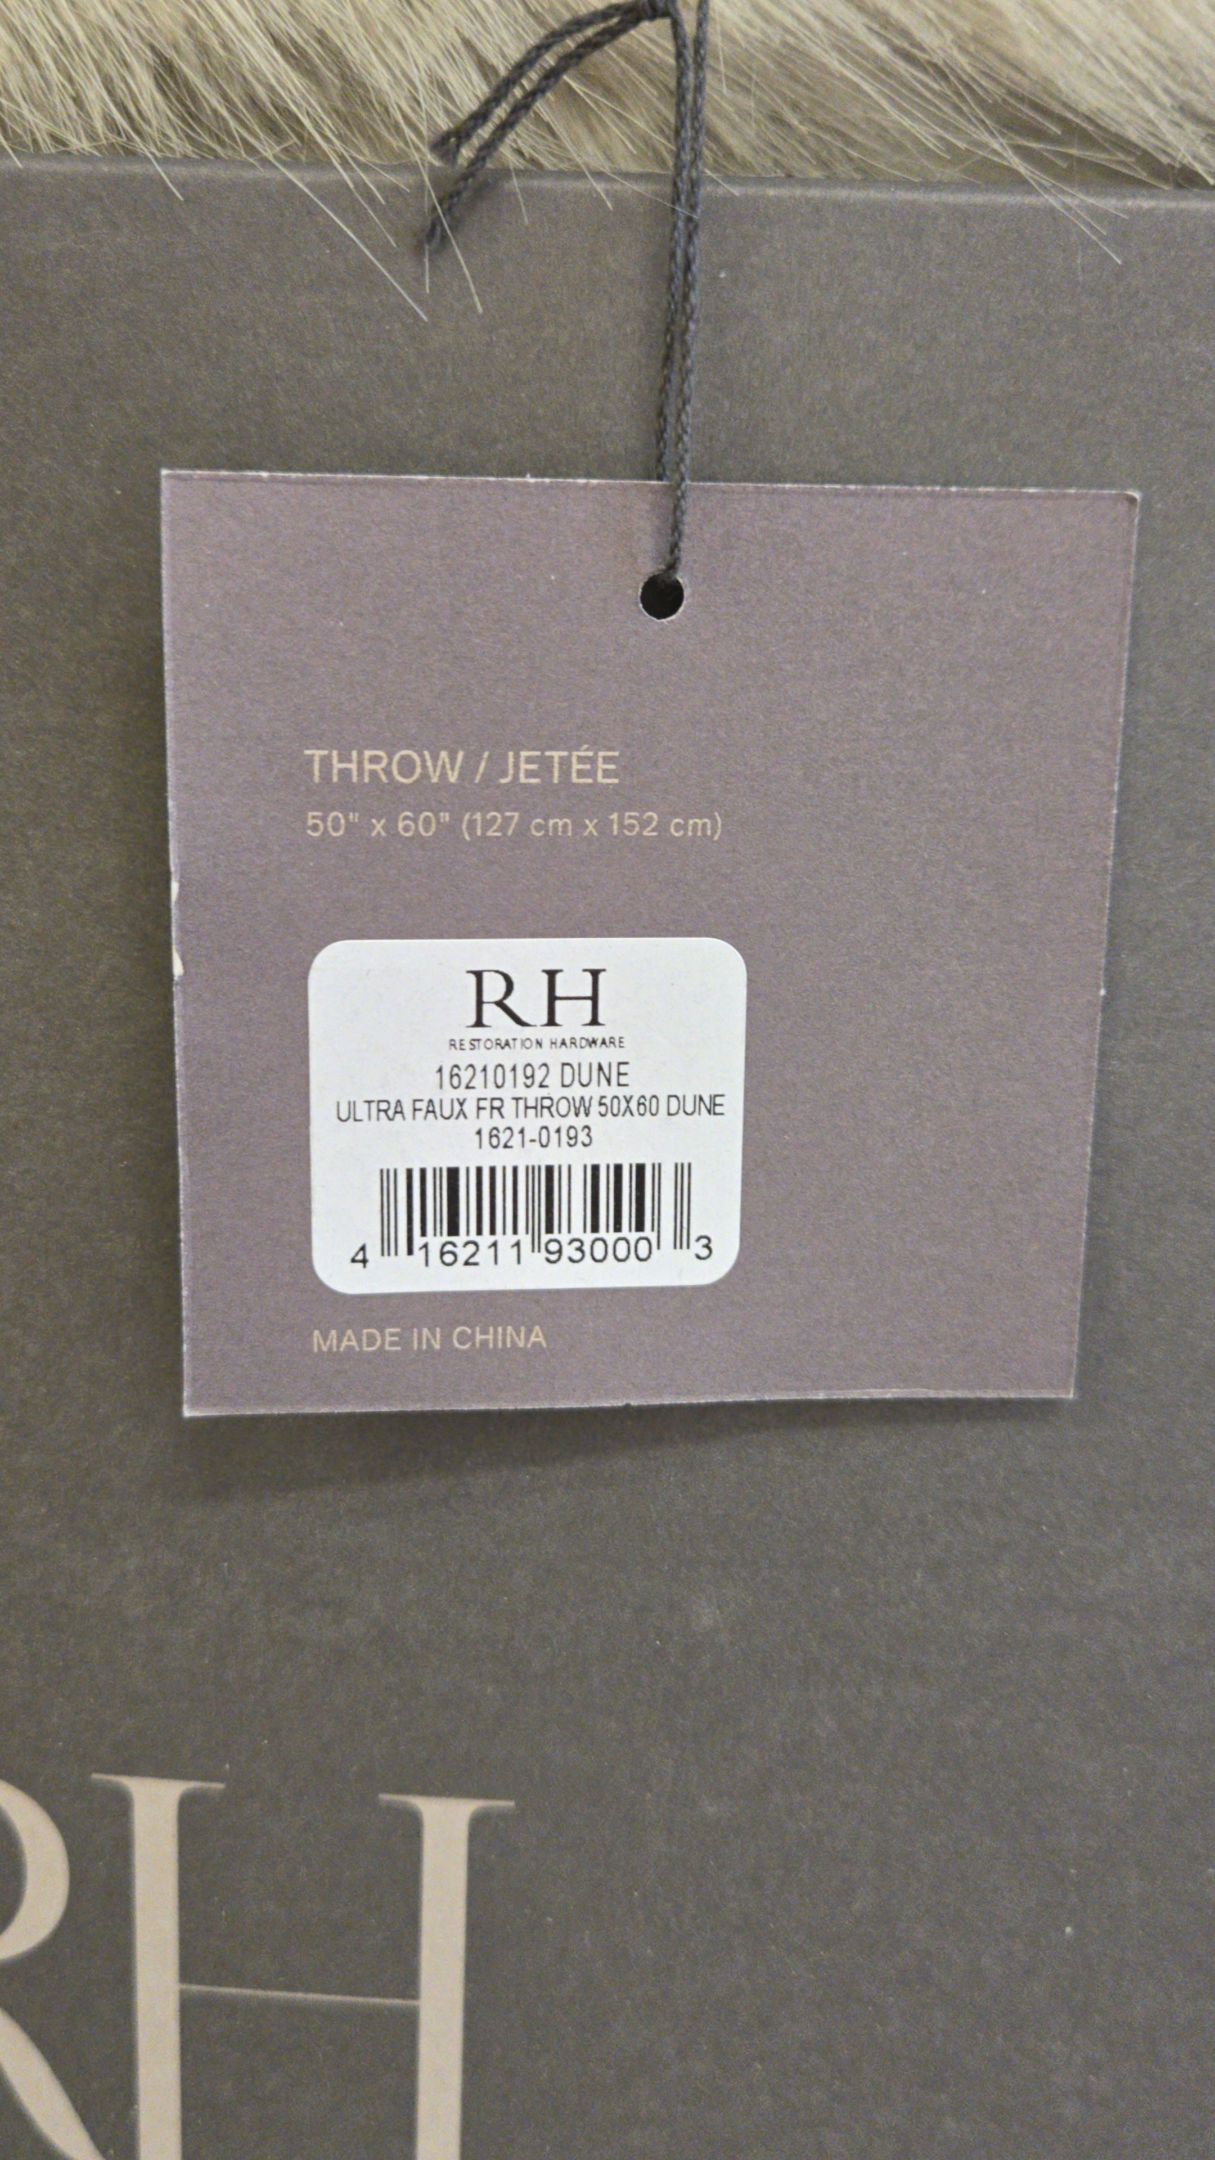 THROW / JETÉE
50" x 60" (127 cm x 152 cm)
RH
RESTORATION HARDWARE
16210192 DUNE
ULTRA FAUX FR THROW 50X60 DUNE
1621-0193
4 16211 93000 3
MADE IN CHINA
RH